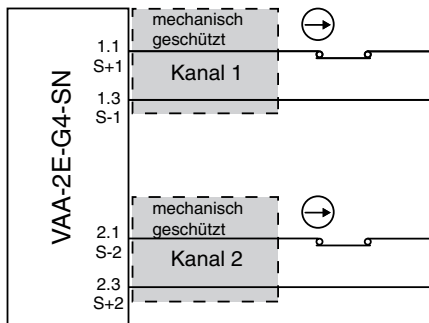 VAA-2E-G4-SN
mechanisch
geschützt
1.1
S+1
Kanal 1
1.3
S-1
mechanisch
geschützt
2.1
S-2
Kanal 2
2.3
S+2